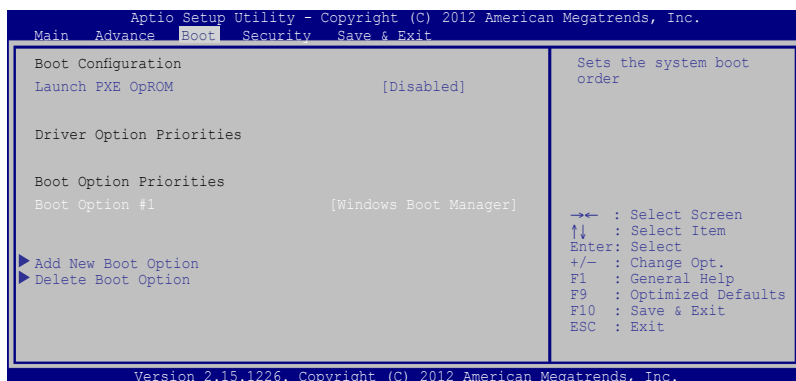 Aptio Setup Utility - Copyright (C) 2012 American Megatrends, Inc.
Main Advance Boot Security Save & Exit
Boot Configuration
Launch PXE OpROM [Disabled]
Driver Option Priorities
Boot Option Priorities
Boot Option #1 [Windows Boot Manager]
Add New Boot Option
Delete Boot Option
Sets the system boot
order
→← : Select Screen
↑↓ : Select Item
Enter: Select
+/— : Change Opt.
F1 : General Help
F9 : Optimized Defaults
F10 : Save & Exit
ESC : Exit
Version 2.15.1226. Copyright (C) 2012 American Megatrends, Inc.